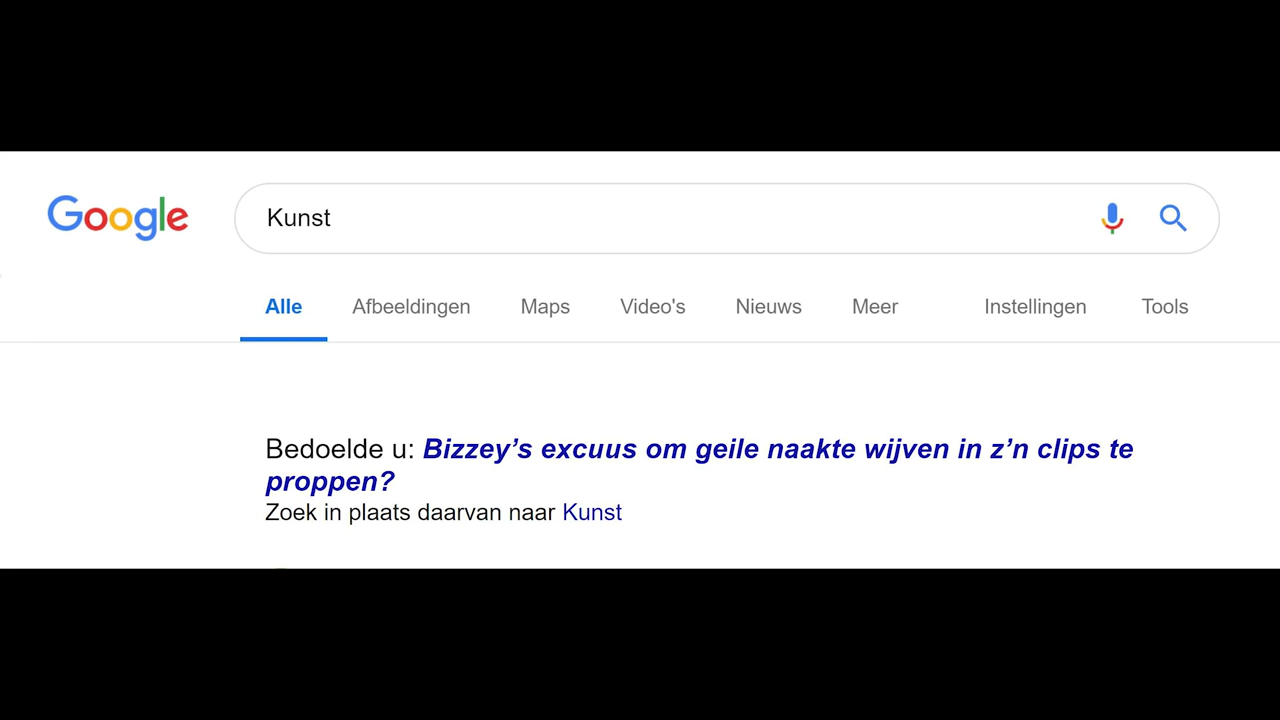 Google
Kunst
Alle Afbeeldingen Maps Video's Nieuws Meer Instellingen Tools
Bedoelde u: Bizzey’s excuus om geile naakte wijven in z’n clips te
proppen?
Zoek in plaats daarvan naar Kunst